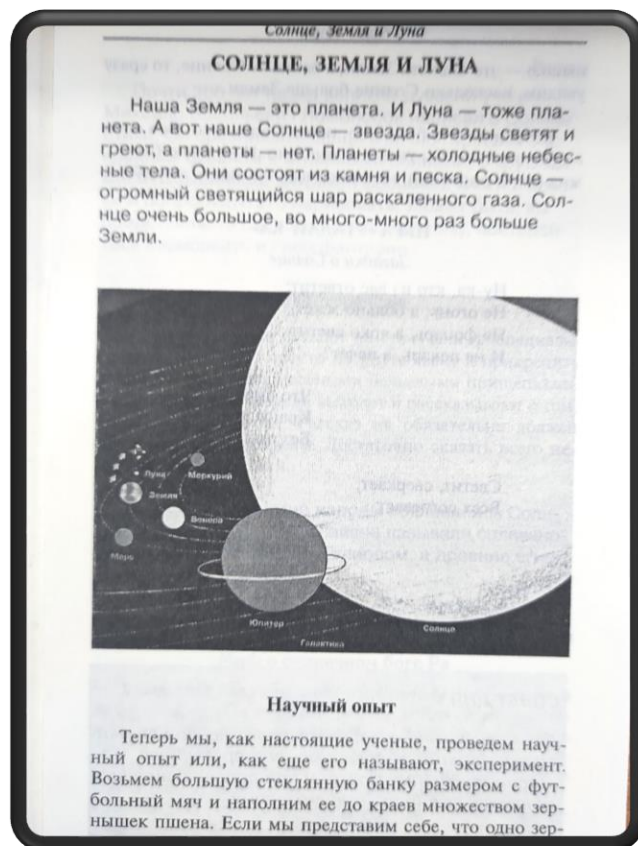 Солнце, Земля и Луна
СОЛНЦЕ, ЗЕМЛЯ И ЛУНА
Наша Земля — это планета. И Луна — тоже пла-
нета. А вот наше Солнце — звезда. Звезды светят и
греют, а планеты — нет. Планеты — холодные небес-
ные тела. Они состоят из камня и песка. Солнце —
огромный светящийся шар раскаленного газа. Сол-
нце очень большое, во много-много раз больше
Земли.
Луна
Меркурий
Земля
Венера
Марс
Юпитер
Солнце
Галактика
Научный опыт
Теперь мы, как настоящие ученые, проведем науч-
ный опыт или, как еще его называют, эксперимент.
Возьмем большую стеклянную банку размером с фут-
больный мяч и наполним ее до краев множеством зер-
нышек пшена. Если мы представим себе, что одно зер-